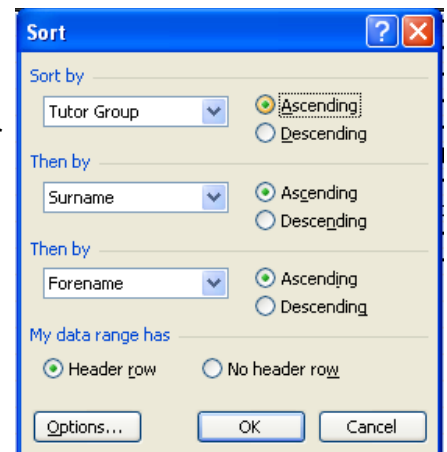 Sort
Sort by
Tutor Group
Ascending
Descending
Then by
Surname
Ascending
Descending
Then by
Forename
Ascending
Descending
My data range has
Header row
No header row
Options... OK Cancel